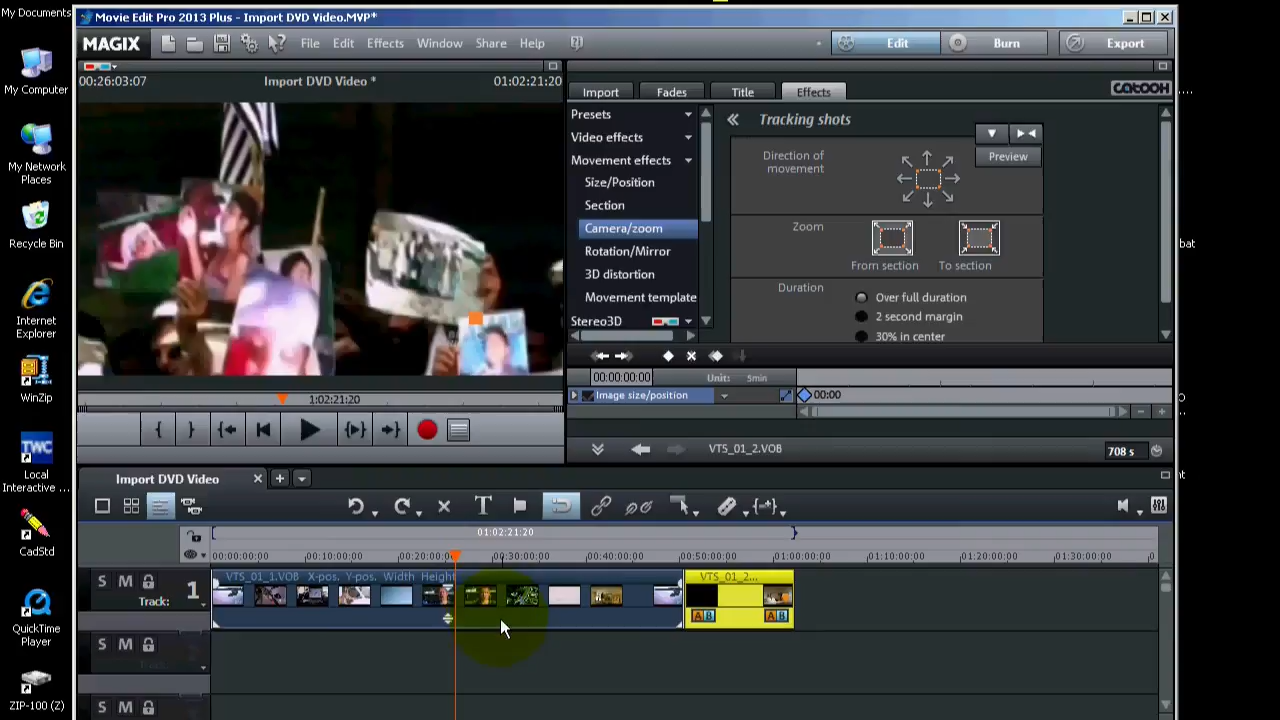 My Documents
My Computer
My Network Places
Recycle Bin
Internet Explorer
WinZip
TWC
Local Interactive ...
CadStd
QuickTime Player
ZIP-100 (Z)
Movie Edit Pro 2013 Plus - Import DVD Video.MVP*
MAGIX
File Edit Effects Window Share Help
Edit Burn Export
00:26:03:07 Import DVD Video * 01:02:21:20
1:02:21:20
Import Fades Title Effects
catooh
Presets
Video effects
Movement effects
Size/Position
Section
Camera/zoom
Rotation/Mirror
3D distortion
Movement template
Stereo3D
Tracking shots
Preview
Direction of movement
Zoom
From section To section
Duration
Over full duration
2 second margin
30% in center
00:00:00:00 Unit: 5min
Image size/position 00:00
VTS_01_2.VOB 708 s
Import DVD Video
01:02:21:20
00:00:00:00 00:10:00:00 00:20:00:00 00:30:00:00 00:40:00:00 00:50:00:00 01:00:00:00 01:10:00:00 01:20:00:00 01:30:00:00
S M 1
Track:
VTS_01_1.VOB X-pos. Y-pos. Width Height
VTS_01_2...
A B A B
S M
S M
bat